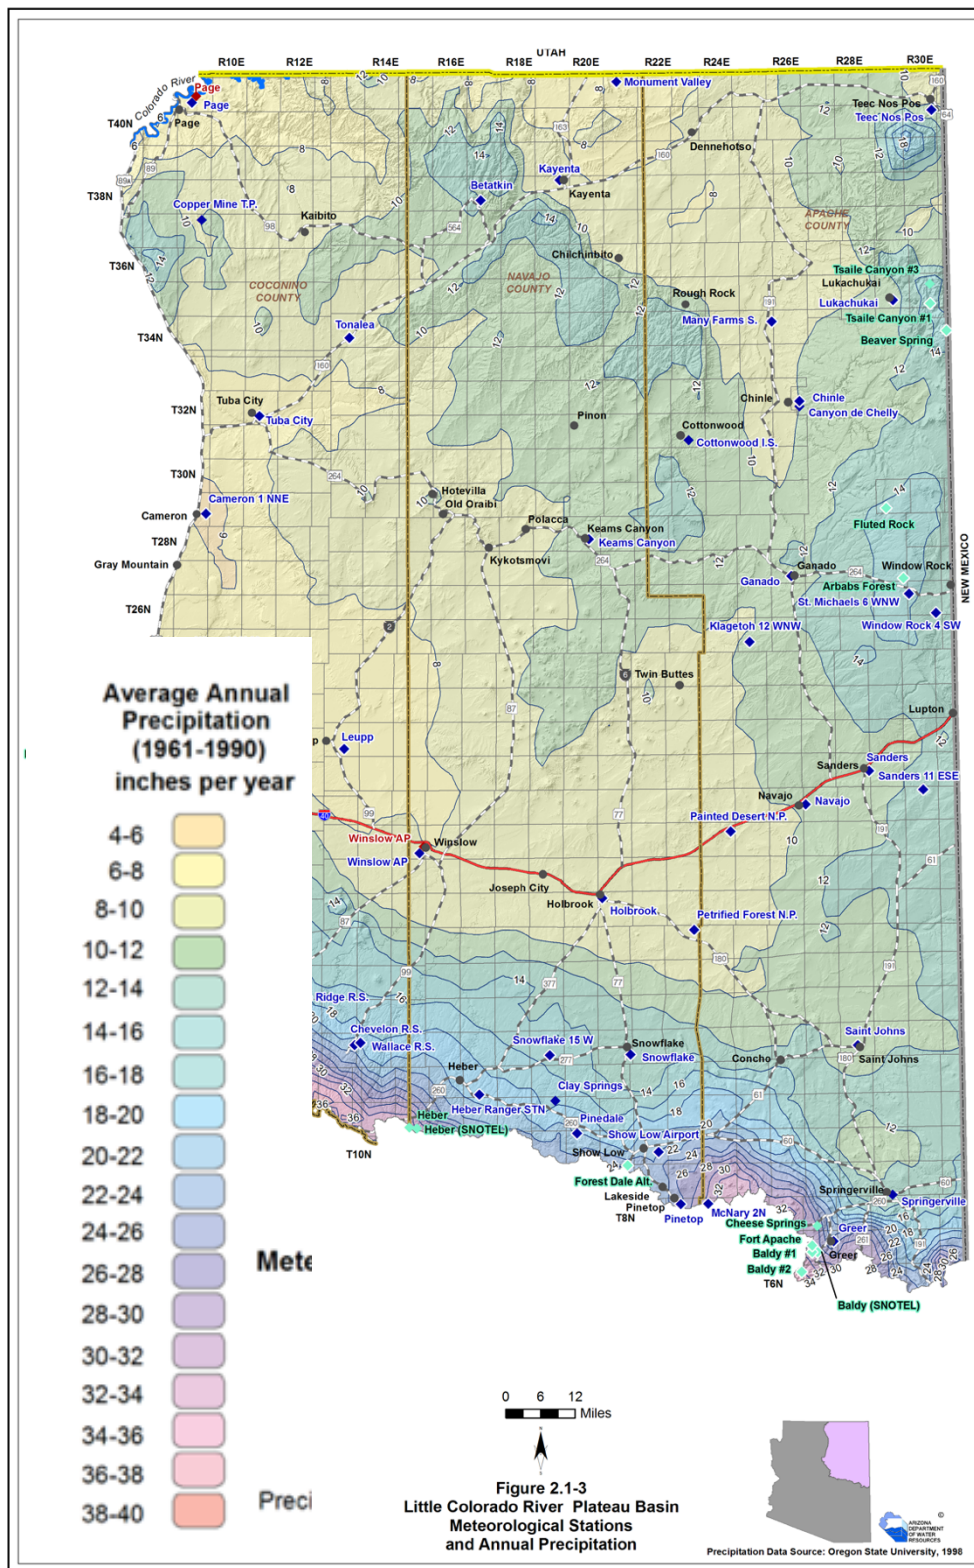 UTAH
R10E R12E R14E R16E R18E R20E R22E R24E R26E R28E R30E
Colorado River
Page
Page
Page
Monument Valley
Teec Nos Pos
Teec Nos Pos
T40N
Dennehotso
T38N
Betatkin
Kayenta
Kayenta
Copper Mine T.P.
Kaibito
APACHE
COUNTY
T36N
COCONINO
COUNTY
NAVAJO
COUNTY
Chilchinbito
Tsaile Canyon #3
Lukachukai
Lukachukai
Rough Rock
Many Farms S.
Tsaile Canyon #1
Beaver Spring
T34N
Tonalea
T32N
Tuba City
Tuba City
Pinon
Chinle
Chinle
Canyon de Chelly
Cottonwood
Cottonwood I.S.
T30N
Hotevilla
Old Oraibi
Cameron 1 NNE
Cameron
Polacca
Keams Canyon
Keams Canyon
Fluted Rock
T28N
Kykotsmovi
Gray Mountain
Ganado
Ganado
Window Rock
Arbabs Forest
St. Michaels 6 WNW
Window Rock 4 SW
NEW MEXICO
T26N
Klagetoh 12 WNW
Twin Buttes
Lupton
Average Annual
Precipitation
(1961-1990)
inches per year
4-6
6-8
8-10
10-12
12-14
14-16
16-18
18-20
20-22
22-24
24-26
26-28
28-30
30-32
32-34
34-36
36-38
38-40
Mete
Preci
p
Leupp
Sanders
Sanders
Sanders 11 ESE
Navajo
Navajo
Painted Desert N.P.
Winslow AP
Winslow
Winslow AP
Joseph City
Holbrook
Holbrook
Petrified Forest N.P.
Ridge R.S.
Chevelon R.S.
Wallace R.S.
Snowflake 15 W
Snowflake
Snowflake
Saint Johns
Saint Johns
Concho
Heber
Heber Ranger STN
Clay Springs
Heber
Heber (SNOTEL)
Pinedale
Show Low Airport
Show Low
T10N
Forest Dale Alt.
Lakeside
Pinetop
T8N
Pinetop
McNary 2N
Springerville
Springerville
Cheese Springs
Fort Apache
Baldy #1
Baldy #2
Greer
Greer
T6N
Baldy (SNOTEL)
0 6 12
Miles
Figure 2.1-3
Little Colorado River Plateau Basin
Meteorological Stations
and Annual Precipitation
©
ARIZONA
DEPARTMENT
OF WATER
RESOURCES
Precipitation Data Source: Oregon State University, 1998